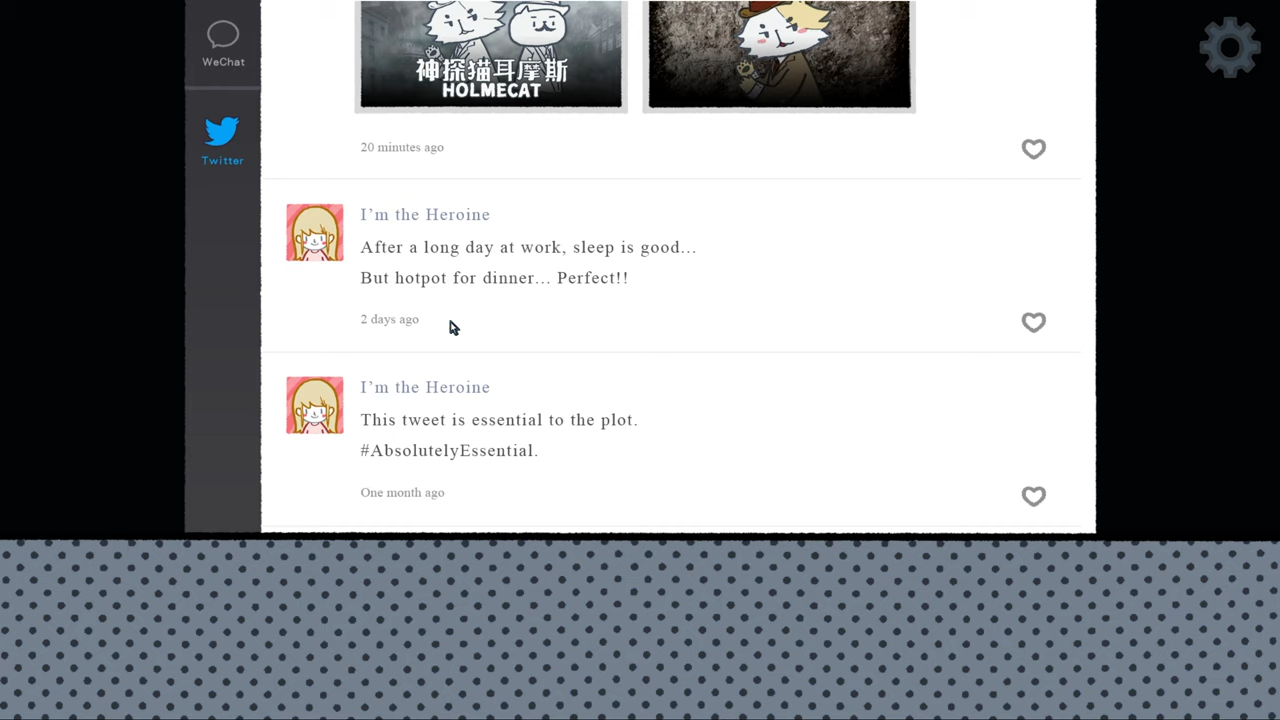 WeChat
Twitter
神探猫耳摩斯
HOLMECAT
20 minutes ago
I'm the Heroine
After a long day at work, sleep is good...
But hotpot for dinner... Perfect!!
2 days ago
I'm the Heroine
This tweet is essential to the plot.
#AbsolutelyEssential.
One month ago